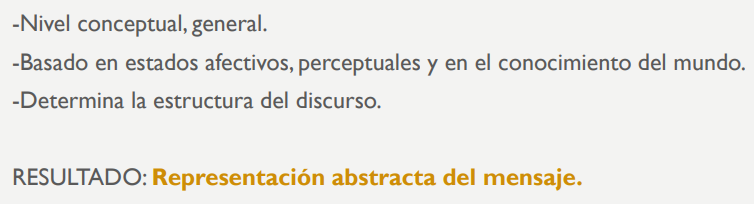 -Nivel conceptual, general.
-Basado en estados afectivos, perceptuales y en el conocimiento del mundo.
-Determina la estructura del discurso.
RESULTADO: Representación abstracta del mensaje.